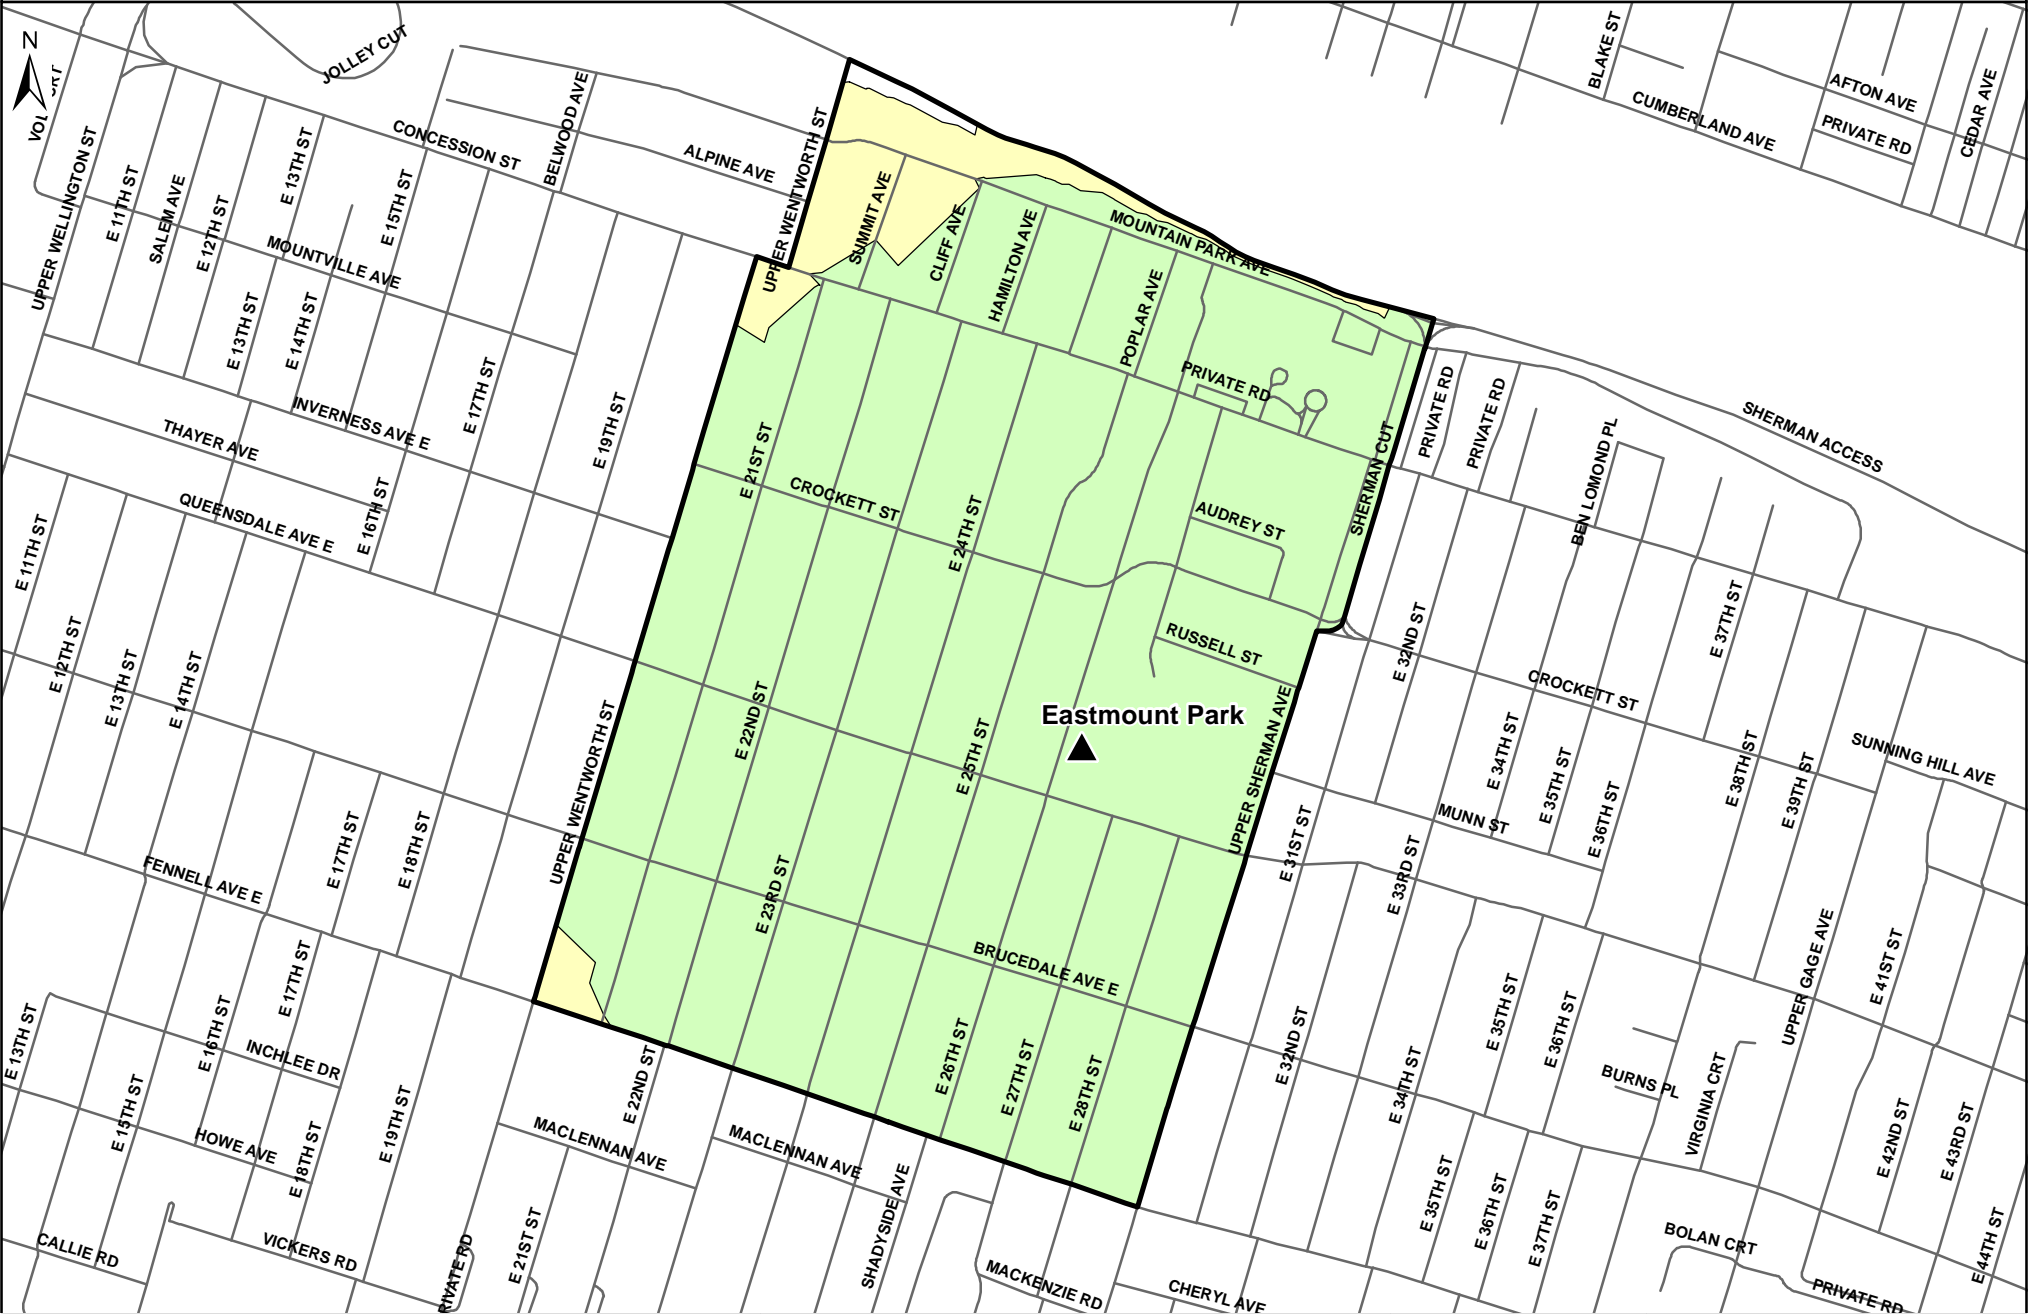 N
JOLLEY CUT
BLAKE ST
AFTON AVE
CUMBERLAND AVE
PRIVATE RD
CEDAR AVE
VOL
CRT
UPPER WELLINGTON ST
E 11TH ST
SALEM AVE
E 12TH ST
E 13TH ST
CONCESSION ST
E 15TH ST
BELWOOD AVE
ALPINE AVE
UPPER WENTWORTH ST
SUMMIT AVE
CLIFF AVE
HAMILTON AVE
MOUNTAIN PARK AVE
POPLAR AVE
MOUNTVILLE AVE
E 13TH ST
E 14TH ST
E 17TH ST
E 19TH ST
INVERNESS AVE E
THAYER AVE
QUEENSDALE AVE E
E 16TH ST
E 11TH ST
PRIVATE RD
SHERMAN CUT
PRIVATE RD
PRIVATE RD
BEN LOMOND PL
SHERMAN ACCESS
E 21ST ST
CROCKETT ST
E 24TH ST
AUDREY ST
RUSSELL ST
E 32ND ST
E 37TH ST
CROCKETT ST
E 12TH ST
E 13TH ST
E 14TH ST
E 22ND ST
Eastmount Park
E 25TH ST
UPPER SHERMAN AVE
UPPER WENTWORTH ST
E 34TH ST
E 35TH ST
E 36TH ST
E 38TH ST
E 39TH ST
SUNNING HILL AVE
MUNN ST
FENNELL AVE E
E 17TH ST
E 18TH ST
E 23RD ST
E 31ST ST
E 33RD ST
BRUCEDALE AVE E
UPPER GAGE AVE
E 41ST ST
E 13TH ST
E 16TH ST
E 17TH ST
INCHLEE DR
E 15TH ST
HOWE AVE
E 18TH ST
E 19TH ST
E 22ND ST
MACLENNAN AVE
MACLENNAN AVE
E 26TH ST
E 27TH ST
E 28TH ST
E 32ND ST
E 34TH ST
E 35TH ST
E 36TH ST
BURNS PL
VIRGINIA CRT
E 42ND ST
E 43RD ST
E 44TH ST
E 35TH ST
E 36TH ST
E 37TH ST
BOLAN CRT
PRIVATE RD
CALLIE RD
VICKERS RD
RIVATE RD
E 21ST ST
SHADYSIDE AVE
MACKENZIE RD
CHERYL AVE